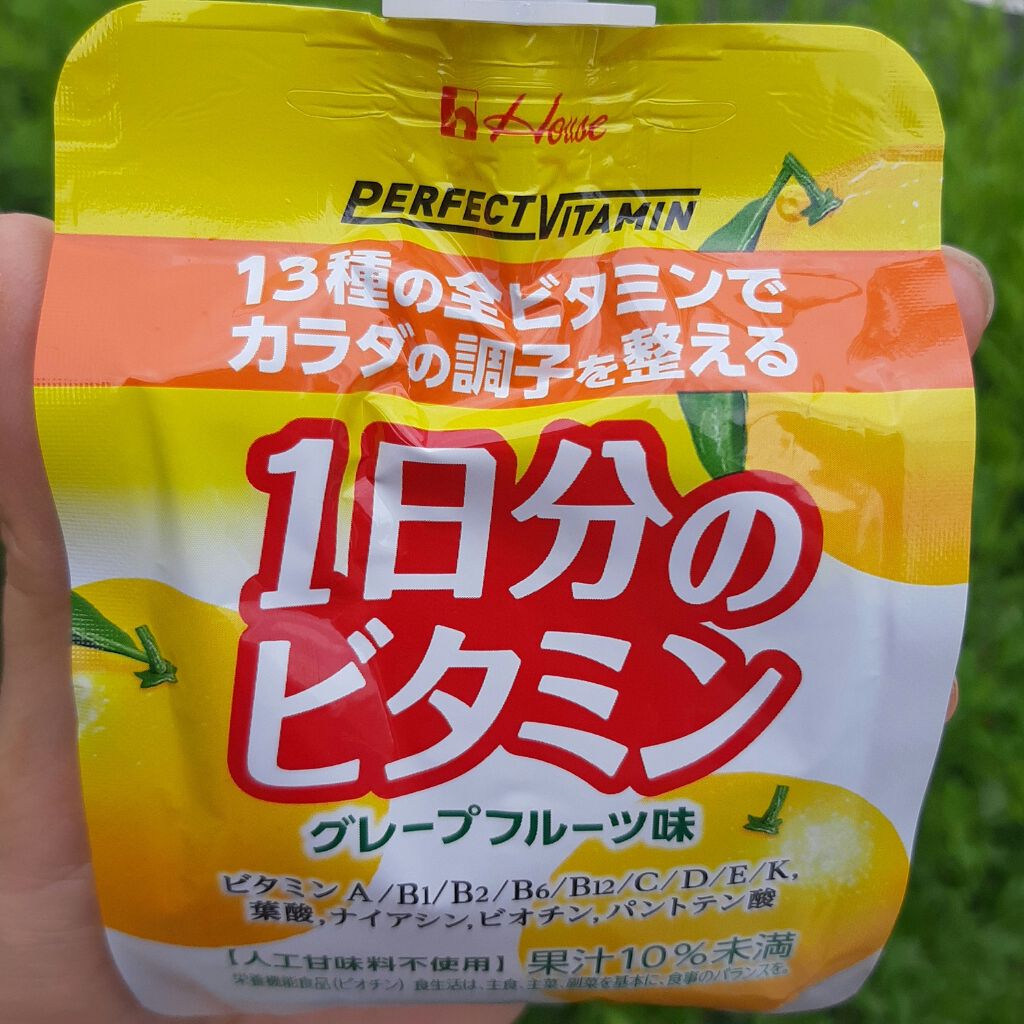 House
PERFECT VITAMIN
13種の全ビタミンで
カラダの調子を整える
1日分の
ビタミン
グレープフルーツ味
ビタミンA/B1/B2/B6/B12/C/D/E/K,
葉酸,ナイアシン,ビオチン,パントテン酸
【人工甘味料不使用】 果汁10%未満
栄養機能食品(ビオチン) 食生活は、主食、主菜、副菜を基本に、食事のバランスを。